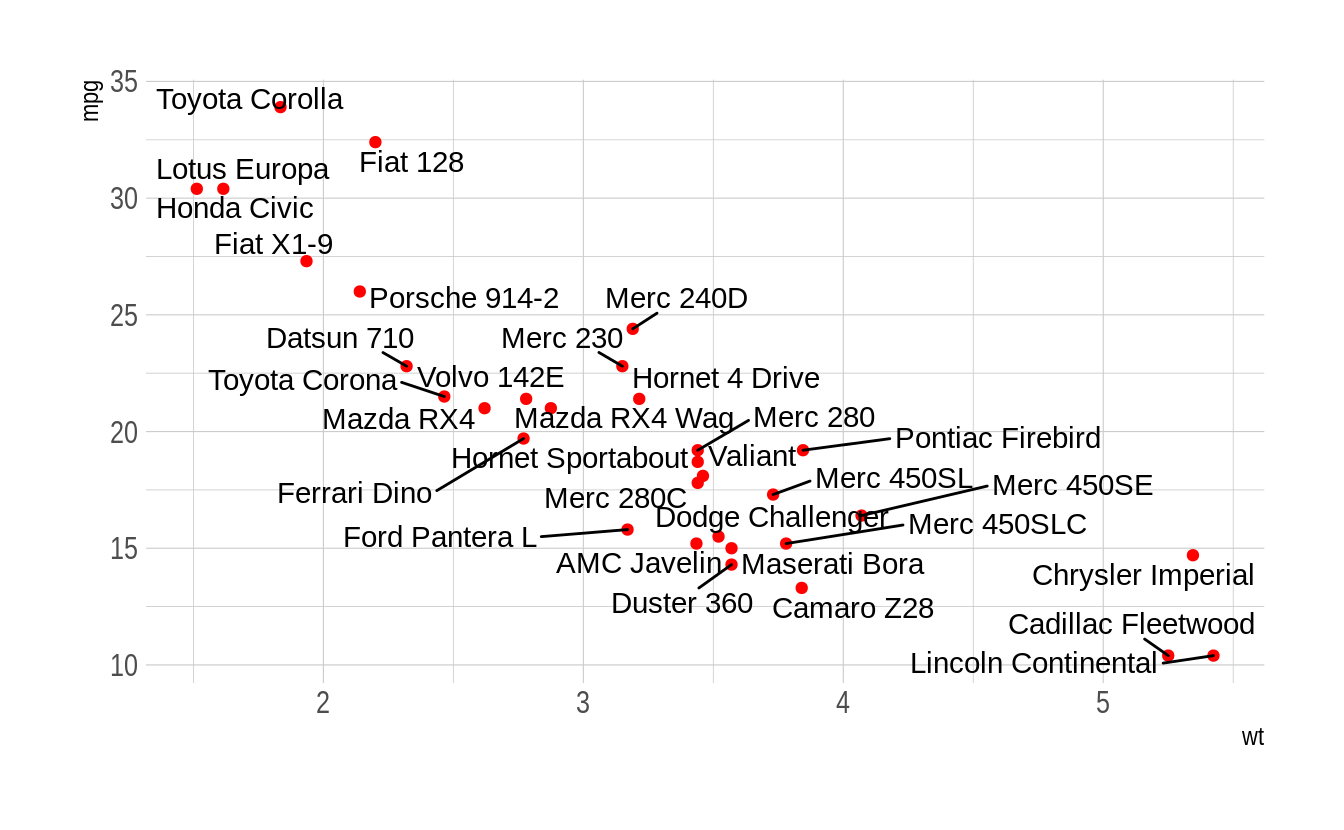 mpg
35
Toyota Corolla
Fiat 128
Lotus Europa
30
Honda Civic
Fiat X1-9
Porsche 914-2
Merc 240D
25
Datsun 710
Merc 230
Toyota Corona
Volvo 142E
Hornet 4 Drive
Mazda RX4
Mazda RX4 Wag
Merc 280
20
Pontiac Firebird
Hornet Sportabout
Valiant
Merc 450SL
Merc 450SE
Ferrari Dino
Merc 280C
Dodge Challenger
Merc 450SLC
Ford Pantera L
15
AMC Javelin
Maserati Bora
Chrysler Imperial
Duster 360
Camaro Z28
Cadillac Fleetwood
10
Lincoln Continental
2
3
4
5
wt